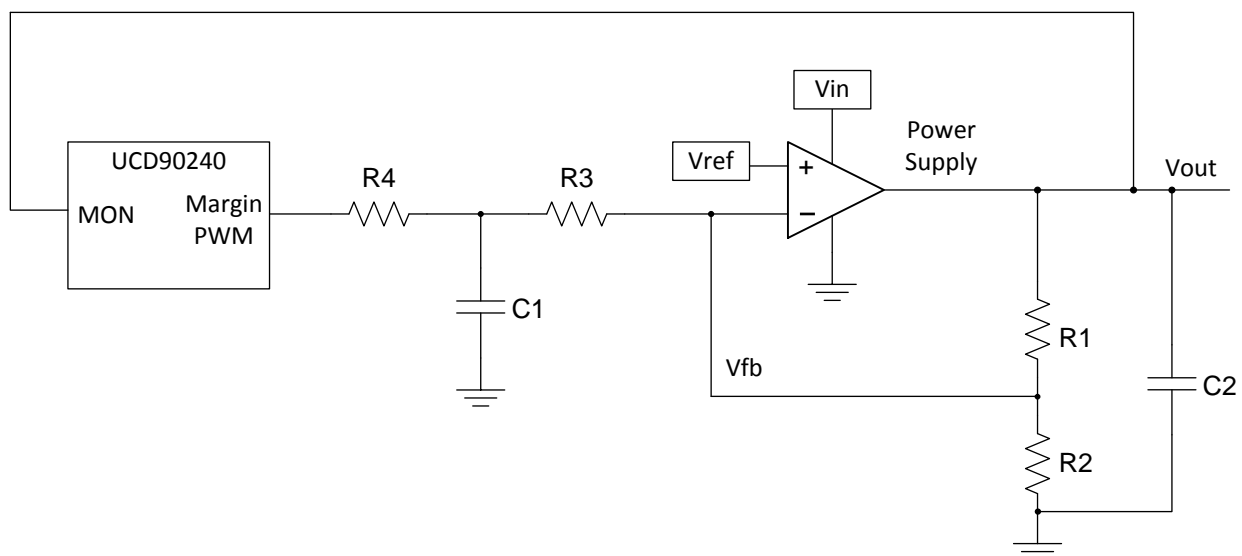 UCD90240
MON
Margin
PWM
R4
C1
R3
Vref
Vin
+
−
Power
Supply
Vout
Vfb
R1
R2
C2